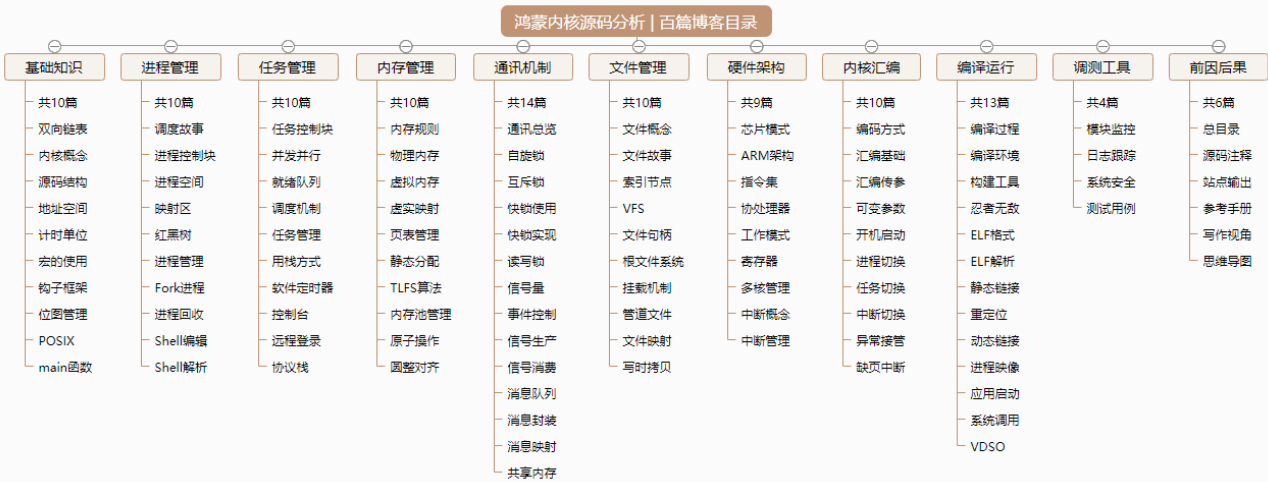 鸿蒙内核源码分析 | 百篇博客目录
基础知识
共10篇
双向链表
内核概念
源码结构
地址空间
计时单位
宏的使用
钩子框架
位图管理
POSIX
main函数
进程管理
共10篇
调度故事
进程控制块
进程空间
映射区
红黑树
进程管理
Fork进程
进程回收
Shell编辑
Shell解析
任务管理
共10篇
任务控制块
并发并行
就绪队列
调度机制
任务管理
用栈方式
软件定时器
控制台
远程登录
协议栈
内存管理
共10篇
内存规则
物理内存
虚拟内存
虚实映射
页表管理
静态分配
TLFS算法
内存池管理
原子操作
圆整对齐
通讯机制
共14篇
通讯总览
自旋锁
互斥锁
快锁使用
快锁实现
读写锁
信号量
事件控制
信号生产
信号消费
消息队列
消息封装
消息映射
共享内存
文件管理
共10篇
文件概念
文件故事
索引节点
VFS
文件句柄
根文件系统
挂载机制
管道文件
文件映射
写时拷贝
硬件架构
共9篇
芯片模式
ARM架构
指令集
协处理器
工作模式
寄存器
多核管理
中断概念
中断管理
内核汇编
共10篇
编码方式
汇编基础
汇编传参
可变参数
开机启动
进程切换
任务切换
中断切换
异常接管
缺页中断
编译运行
共13篇
编译过程
编译环境
构建工具
忍者无敌
ELF格式
ELF解析
静态链接
重定位
动态链接
进程映像
应用启动
系统调用
VDSO
调测工具
共4篇
模块监控
日志跟踪
系统安全
测试用例
前因后果
共6篇
总目录
源码注释
站点输出
参考手册
写作视角
思维导图